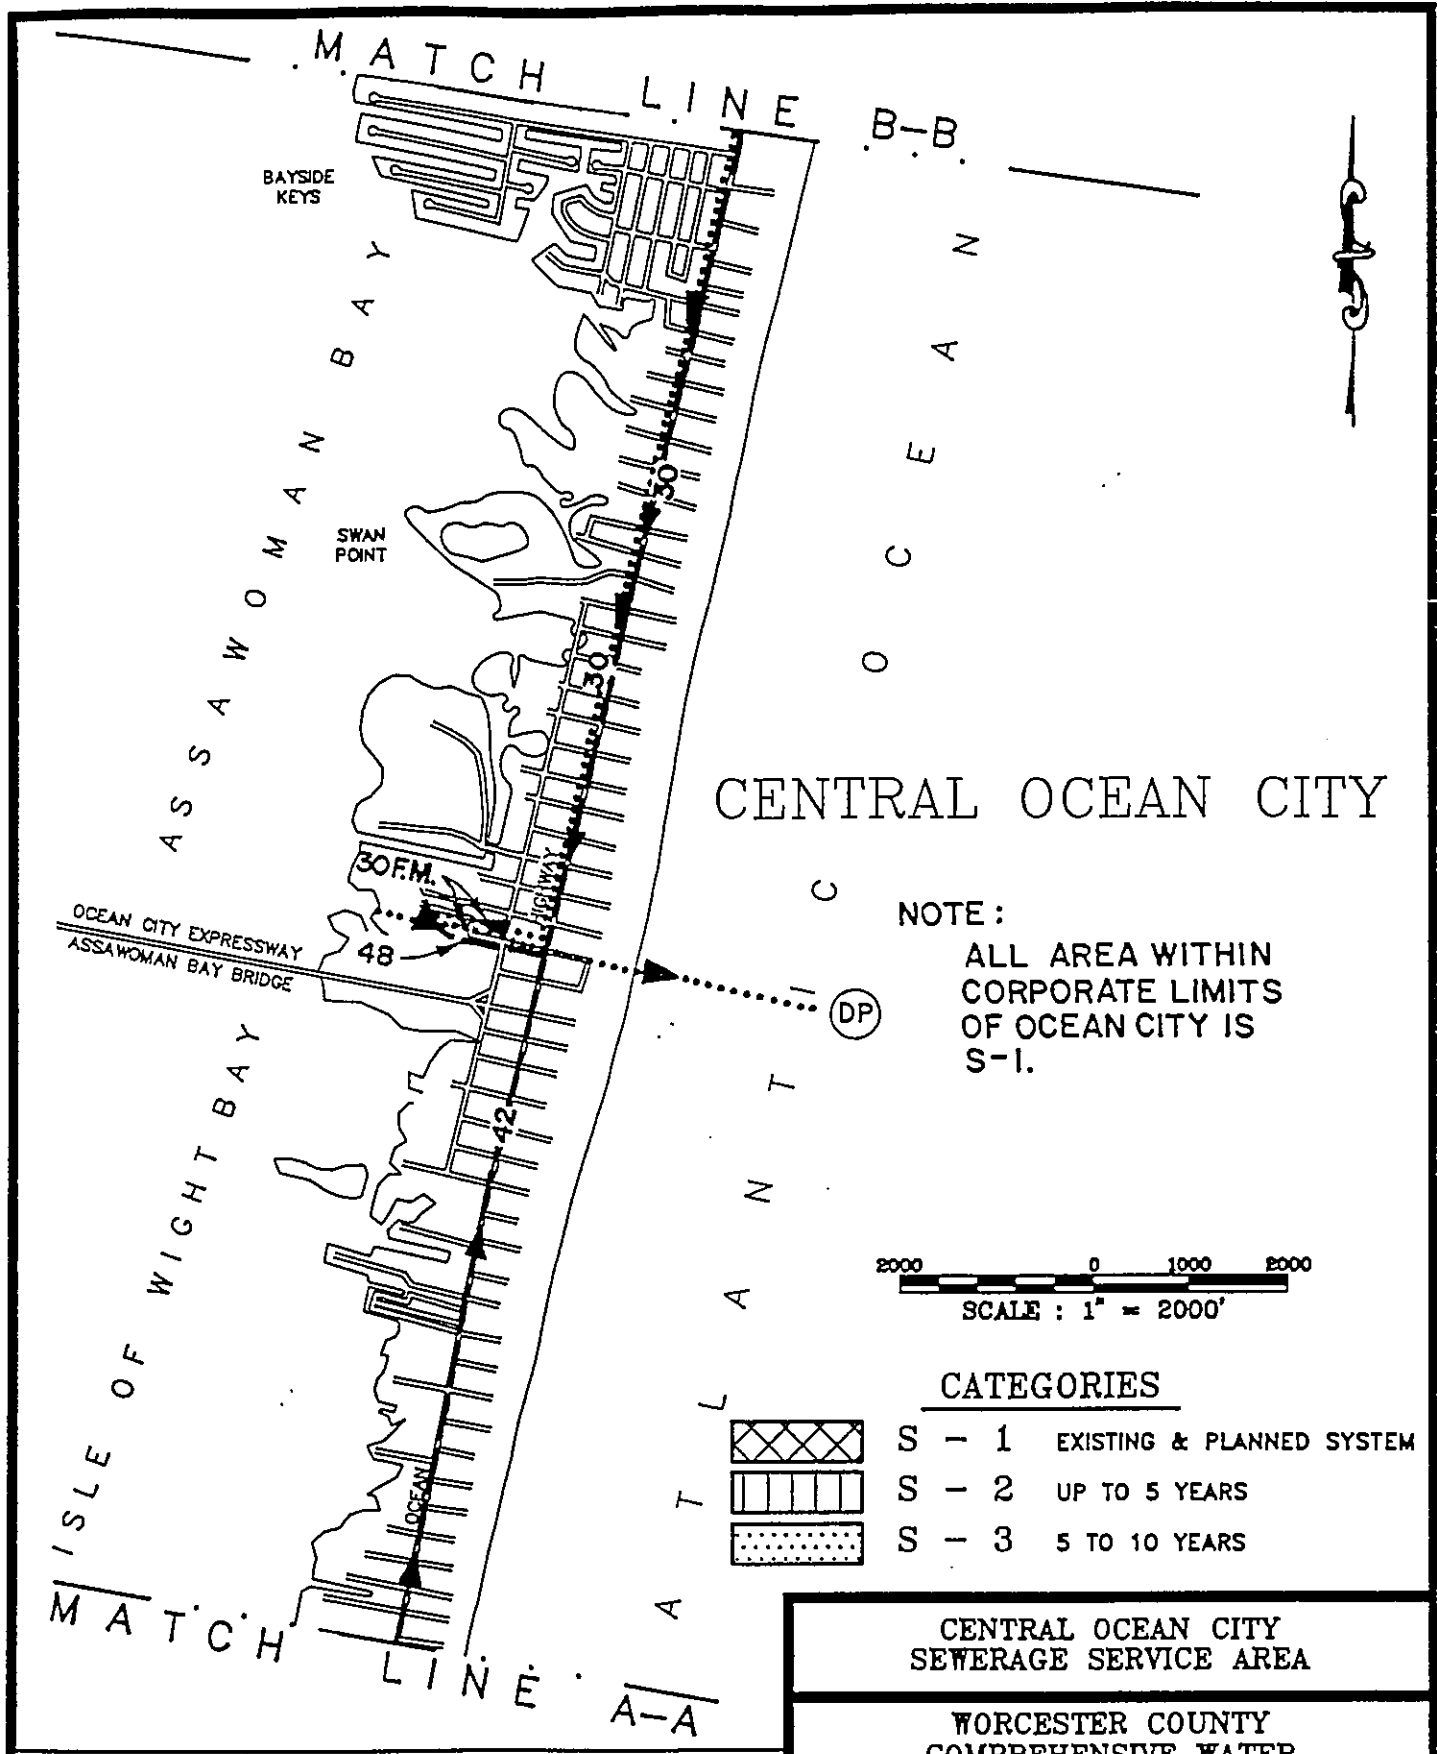 MATCH LINE B-B
BAYSIDE
KEYS
ASSAWOMAN BAY
SWAN
POINT
30
30
ATLANTIC OCEAN
CENTRAL OCEAN CITY
30 F.M.
HIGHWAY
48
OCEAN CITY EXPRESSWAY
ASSAWOMAN BAY BRIDGE
DP
NOTE:
ALL AREA WITHIN
CORPORATE LIMITS
OF OCEAN CITY IS
S-1.
42
ISLE OF WIGHT BAY
2000 0 1000 2000
SCALE : 1" = 2000'
CATEGORIES
S - 1 EXISTING & PLANNED SYSTEM
S - 2 UP TO 5 YEARS
S - 3 5 TO 10 YEARS
OCEAN
MATCH LINE A-A
CENTRAL OCEAN CITY
SEWERAGE SERVICE AREA
WORCESTER COUNTY
COMPREHENSIVE WATER